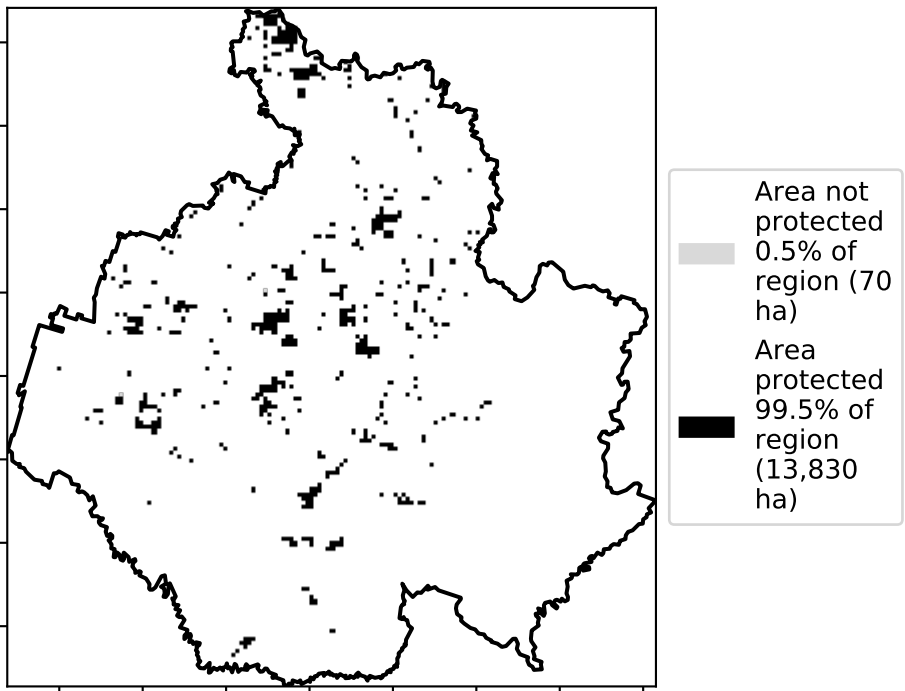 Area not
protected
0.5% of
region (70
ha)
Area
protected
99.5% of
region
(13,830
ha)